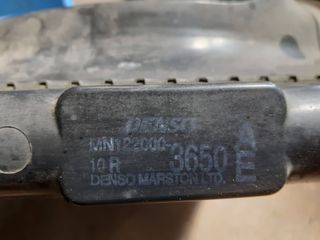 DENSO
MN122000-3650
10 R
DENSO MARSTON LTD.